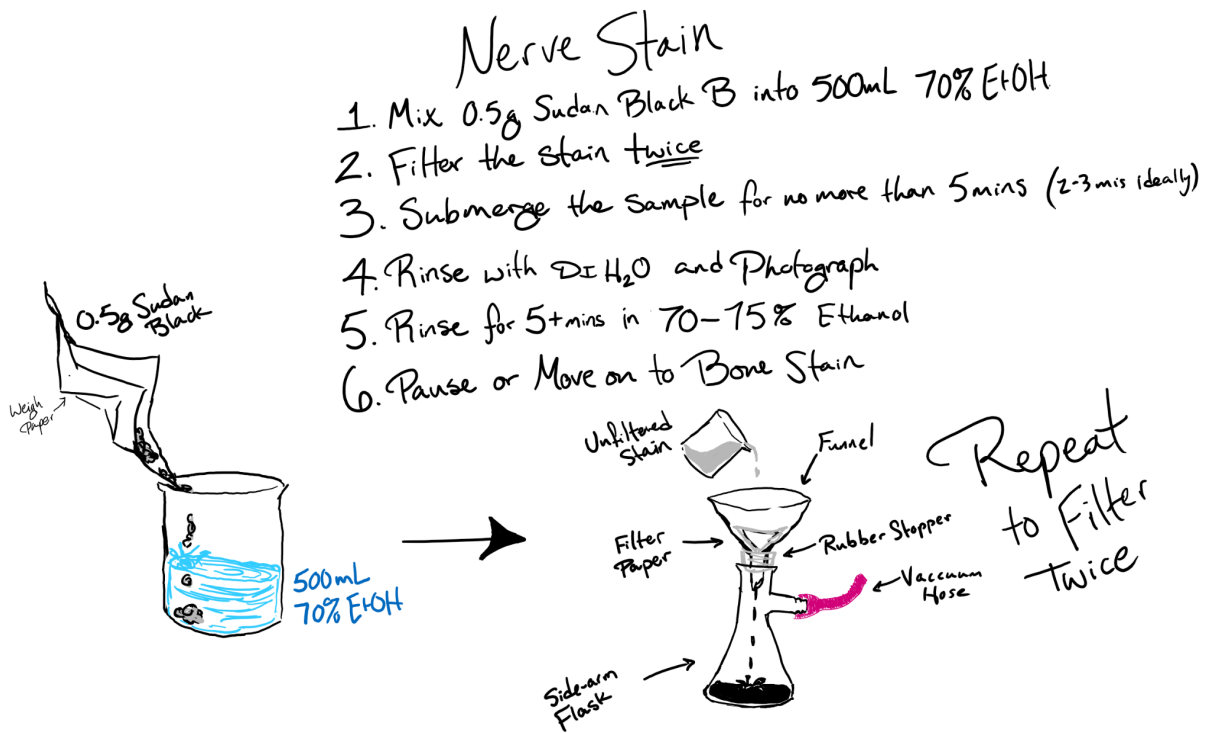 Nerve Stain
1. Mix 0.5g Sudan Black B into 500mL 70% EtOH
2. Filter the stain twice
3. Submerge the sample for no more than 5mins (2-3 mis ideally)
4. Rinse with DI H₂O and Photograph
5. Rinse for 5+mins in 70-75% Ethanol
6. Pause or Move on to Bone Stain
0.5g Sudan
Black
Weigh
Paper
500mL
70% EtOH
Unfiltered
Stain
Funnel
Filter
Paper
Rubber Stopper
Vaccuum
Hose
Side-arm
Flask
Repeat
to Filter
twice